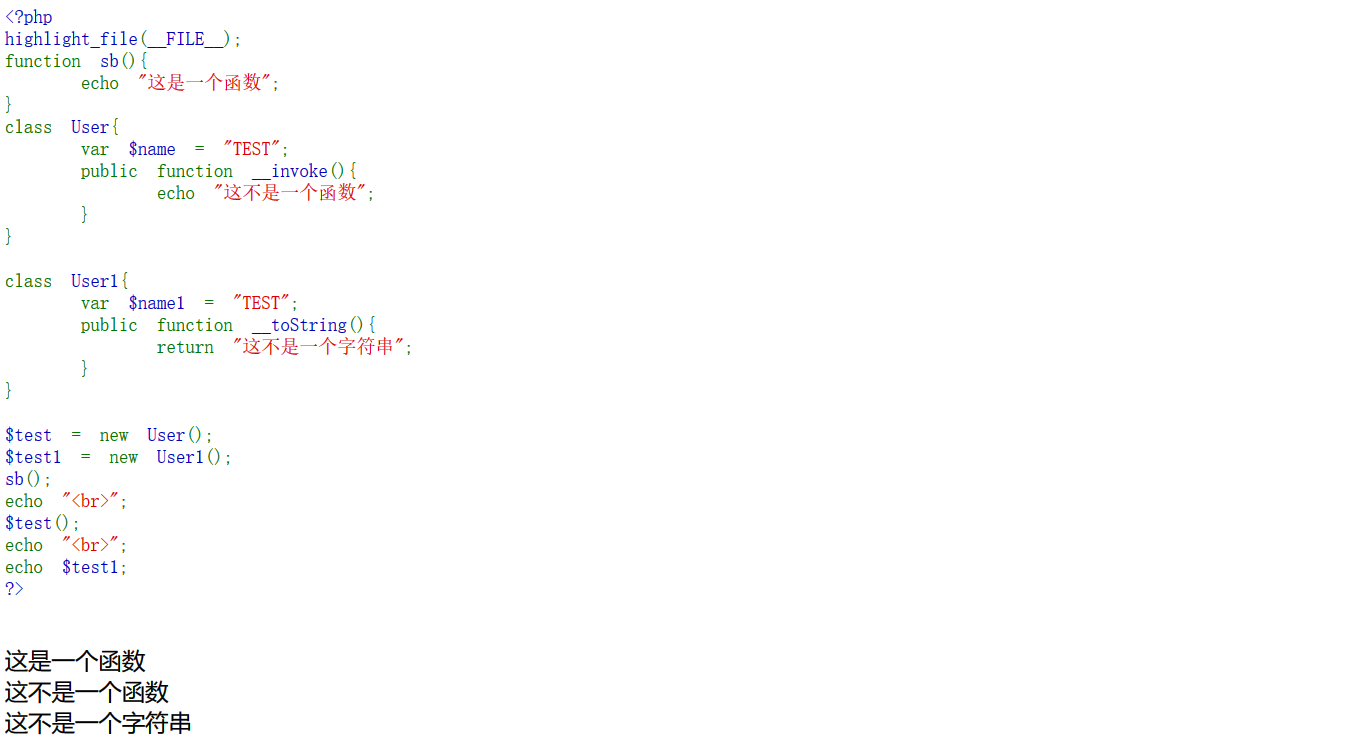 <?php
highlight_file(__FILE__);
function sb(){
        echo "这是一个函数";
}
class User{
        var $name = "TEST";
        public function __invoke(){
                echo "这不是一个函数";
        }
}
class User1{
        var $name1 = "TEST";
        public function __toString(){
                return "这不是一个字符串";
        }
}
$test = new User();
$test1 = new User1();
sb();
echo "<br>";
$test();
echo "<br>";
echo $test1;
?>
这是一个函数
这不是一个函数
这不是一个字符串